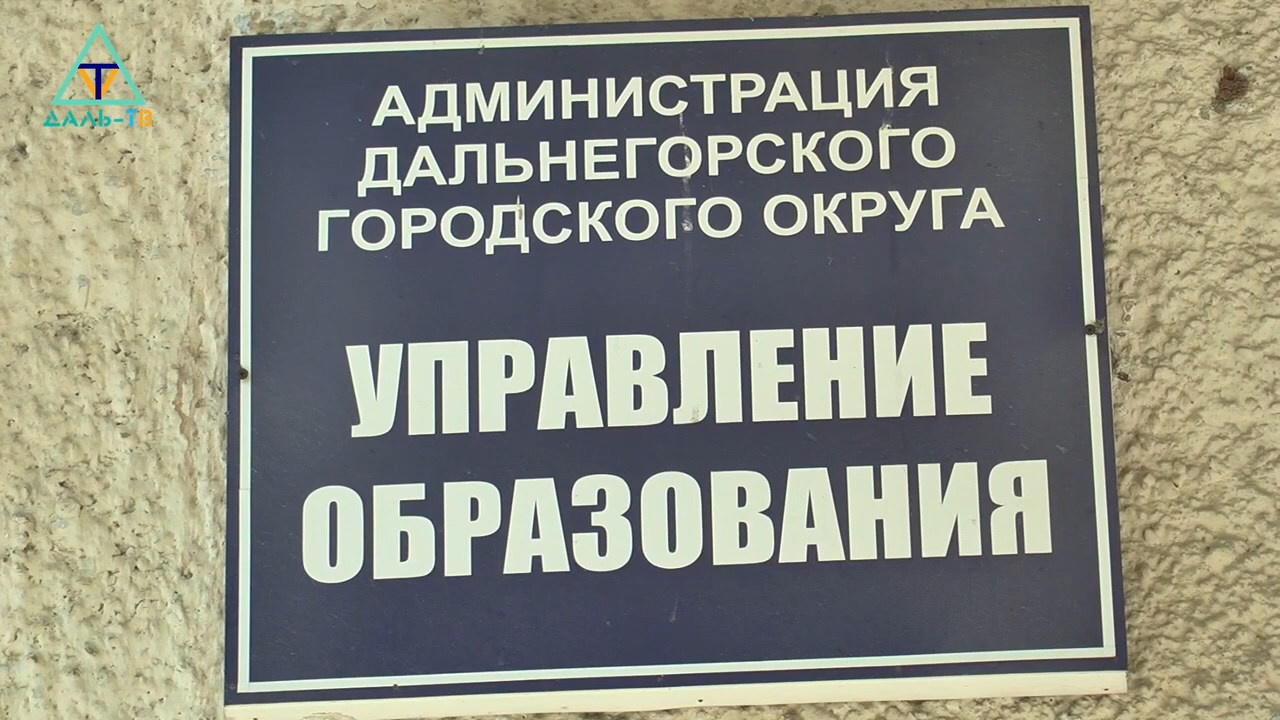 ДАЛЬ-ТВ
АДМИНИСТРАЦИЯ
ДАЛЬНЕГОРСКОГО
ГОРОДСКОГО ОКРУГА
УПРАВЛЕНИЕ
ОБРАЗОВАНИЯ